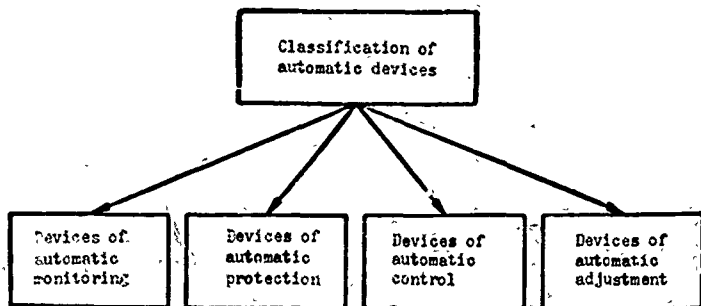 Classification of
automatic devices
Devices of
automatic
monitoring
Devices of
automatic
protection
Devices of
automatic
control
Devices of
automatic
adjustment